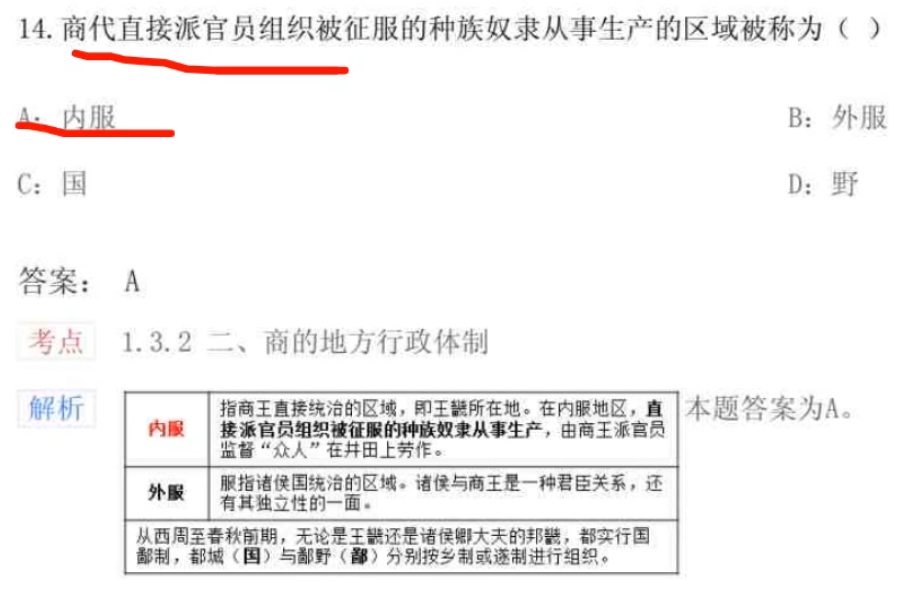 14. 商代直接派官员组织被征服的种族奴隶从事生产的区域被称为（ ）
A: 内服 B: 外服
C: 国 D: 野
答案： A
考点 1.3.2 二、商的地方行政体制
解析 本题答案为A。
内服
指商王直接统治的区域，即王畿所在地。在内服地区，直
接派官员组织被征服的种族奴隶从事生产，由商王派官员
监督“众人”在井田上劳作。
外服
服指诸侯国统治的区域。诸侯与商王是一种君臣关系，还
有其独立性的一面。
从西周至春秋前期，无论是王畿还是诸侯卿大夫的邦畿，都实行国
鄙制，都城（国）与鄙野（鄙）分别按乡制或遂制进行组织。